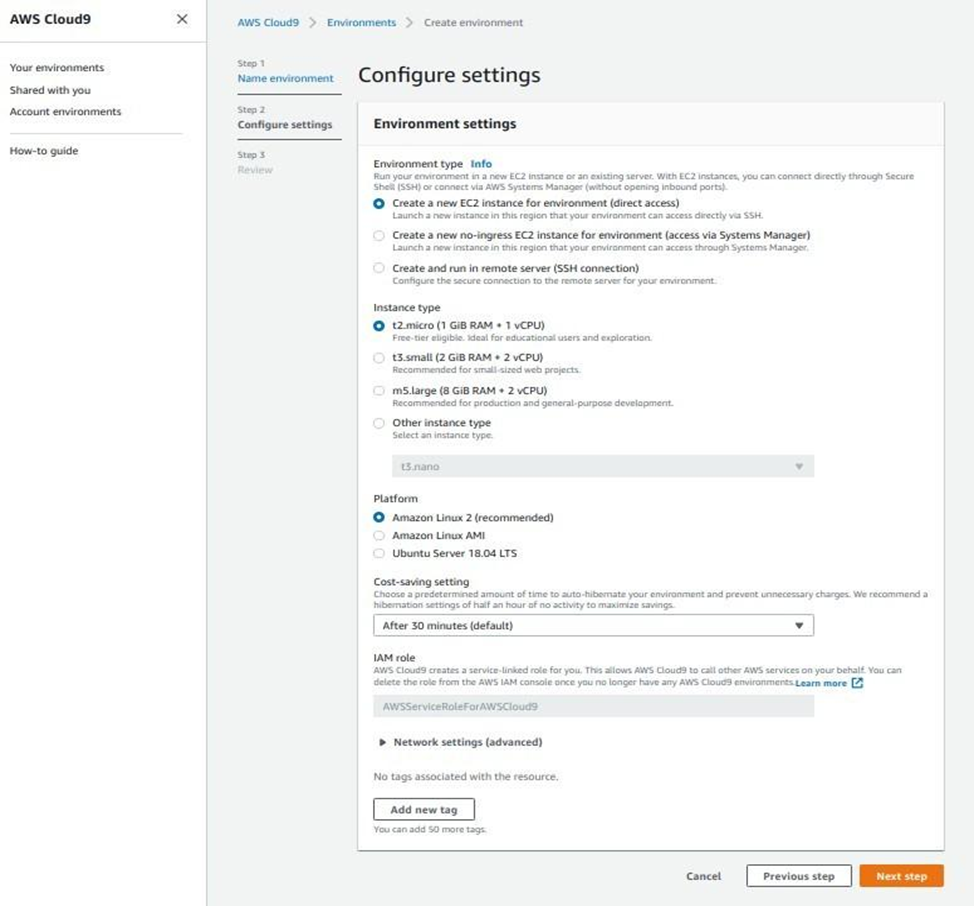 AWS Cloud9
Your environments
Shared with you
Account environments
How-to guide
AWS Cloud9 > Environments > Create environment
Step 1
Name environment
Step 2
Configure settings
Step 3
Review
Configure settings
Environment settings
Environment type Info
Run your environment in a new EC2 instance or an existing server. With EC2 instances, you can connect directly through Secure
Shell (SSH) or connect via AWS Systems Manager (without opening inbound ports).
Create a new EC2 instance for environment (direct access)
Launch a new instance in this region that your environment can access directly via SSH.
Create a new no-ingress EC2 instance for environment (access via Systems Manager)
Launch a new instance in this region that your environment can access through Systems Manager.
Create and run in remote server (SSH connection)
Configure the secure connection to the remote server for your environment.
Instance type
t2.micro (1 GiB RAM + 1 vCPU)
Free-tier eligible. Ideal for educational users and exploration.
t3.small (2 GiB RAM + 2 vCPU)
Recommended for small-sized web projects.
m5.large (8 GiB RAM + 2 vCPU)
Recommended for production and general-purpose development.
Other instance type
Select an instance type.
t3.nano
Platform
Amazon Linux 2 (recommended)
Amazon Linux AMI
Ubuntu Server 18.04 LTS
Cost-saving setting
Choose a predetermined amount of time to auto-hibernate your environment and prevent unnecessary charges. We recommend a
hibernation settings of half an hour of no activity to maximize savings.
After 30 minutes (default)
IAM role
AWS Cloud9 creates a service-linked role for you. This allows AWS Cloud9 to call other AWS services on your behalf. You can
delete the role from the AWS IAM console once you no longer have any AWS Cloud9 environments. Learn more
AWSServiceRoleForAWSCloud9
Network settings (advanced)
No tags associated with the resource.
Add new tag
You can add 50 more tags.
Cancel
Previous step
Next step